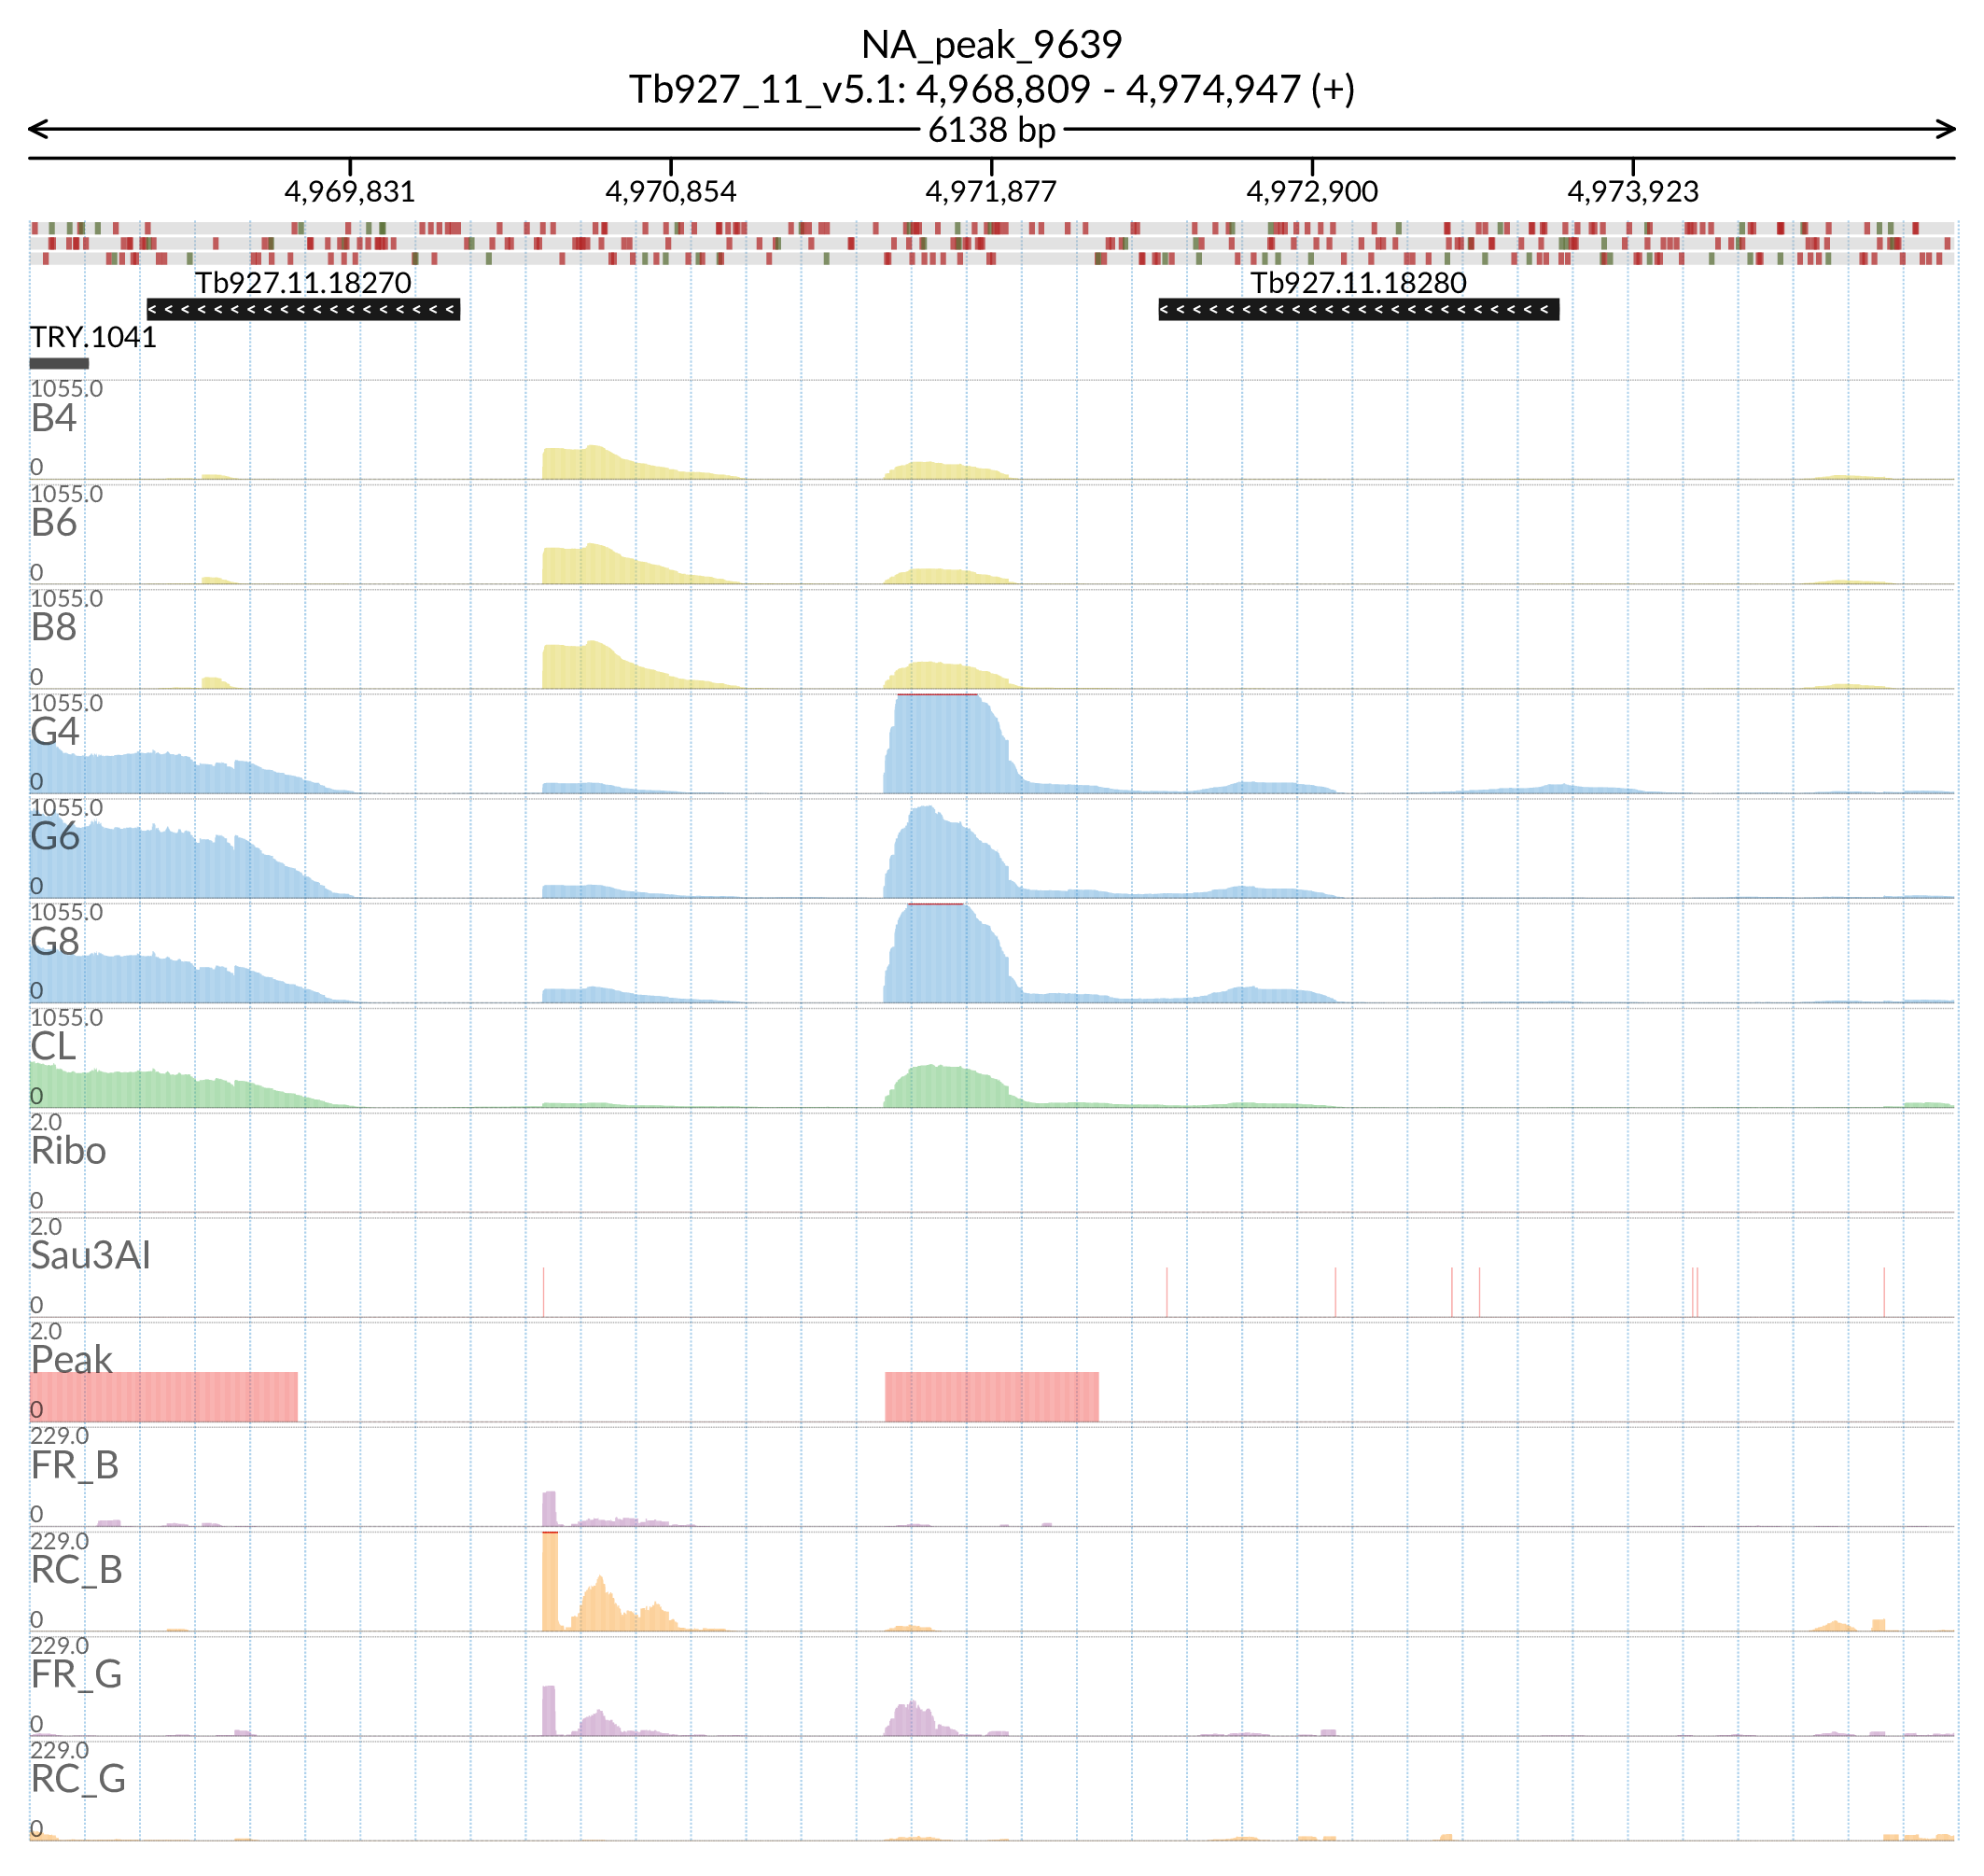 NA_peak_9639
Tb927_11_v5.1: 4,968,809 - 4,974,947 (+)
6138 bp
4,969,831 4,970,854 4,971,877 4,972,900 4,973,923
Tb927.11.18270 Tb927.11.18280
TRY.1041
1055.0
B4
0
1055.0
B6
0
1055.0
B8
0
1055.0
G4
0
1055.0
G6
0
1055.0
G8
0
1055.0
CL
0
2.0
Ribo
0
2.0
Sau3AI
0
2.0
Peak
0
229.0
FR_B
0
229.0
RC_B
0
229.0
FR_G
0
229.0
RC_G
0